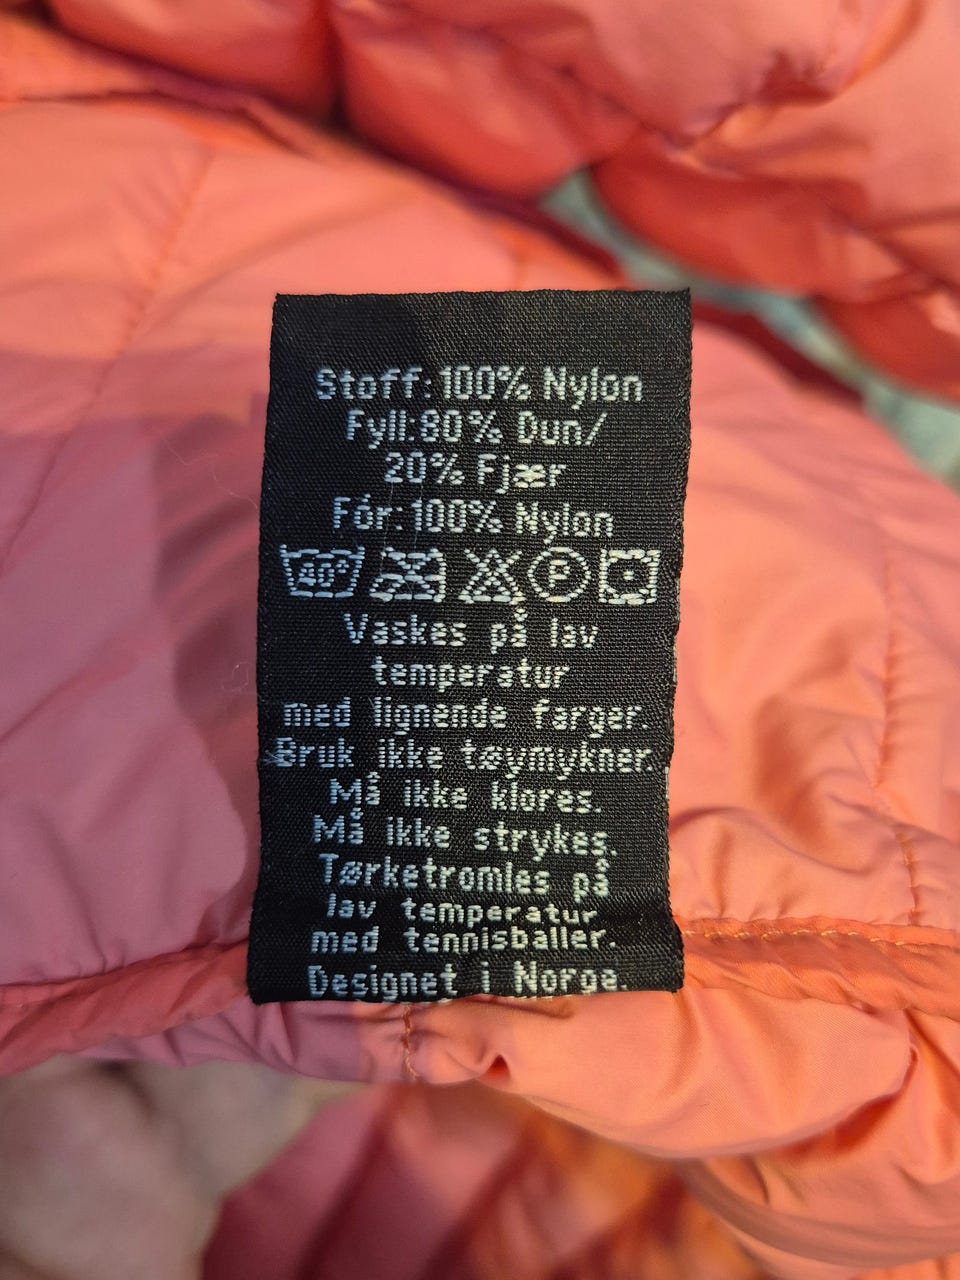 Stoff:100% Nylon
Fyll:80% Dun/
20% Fjær
Fór:100% Nylon
40° P
Vaskes på lav
temperatur
med lignende farger.
Bruk ikke tøymykner.
Må ikke klores.
Må ikke strykes.
Tørketromles på
lav temperatur
med tennisballer.
Designet i Norge.